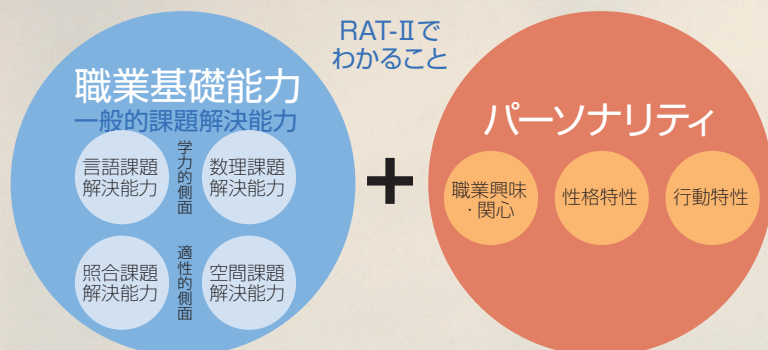 RAT-Ⅱで
わかること
職業基礎能力
一般的課題解決能力
言語課題
解決能力
学力的側面
数理課題
解決能力
照合課題
解決能力
適性的側面
空間課題
解決能力
+
パーソナリティ
職業興味
・関心
性格特性
行動特性